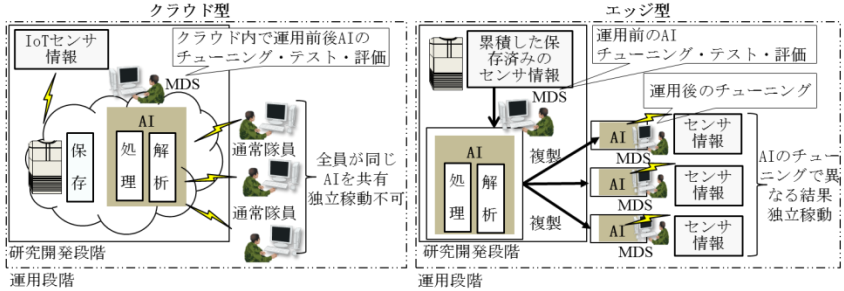 クラウド型
IoTセンサ
情報
クラウド内で運用前後AIの
チューニング・テスト・評価
MDS
AI
保存
処理
解析
通常隊員
通常隊員
全員が同じ
AIを共有
独立稼動不可
研究開発段階
運用段階
エッジ型
累積した保
存済みの
センサ情報
運用前のAI
チューニング・テスト・評価
MDS
運用後のチューニング
AI
処理
解析
複製
複製
AI
MDS
センサ
情報
AI
MDS
センサ
情報
AI
MDS
センサ
情報
AIのチュー
ニングで異
なる結果
独立稼動
研究開発段階
運用段階